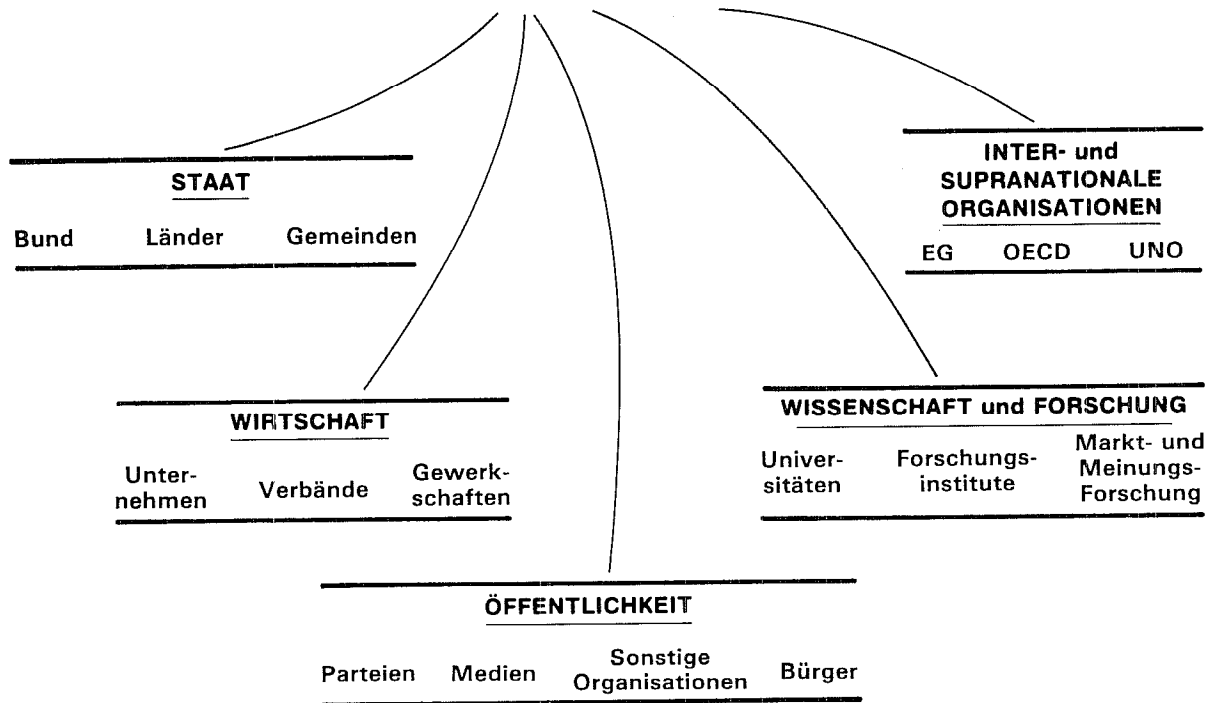 STAAT
Bund Länder Gemeinden
INTER- und
SUPRANATIONALE
ORGANISATIONEN
EG OECD UNO
WIRTSCHAFT
Unter-
nehmen
Verbände
Gewerk-
schaften
WISSENSCHAFT und FORSCHUNG
Univer-
sitäten
Forschungs-
institute
Markt- und
Meinungs-
Forschung
ÖFFENTLICHKEIT
Parteien
Medien
Sonstige
Organisationen
Bürger